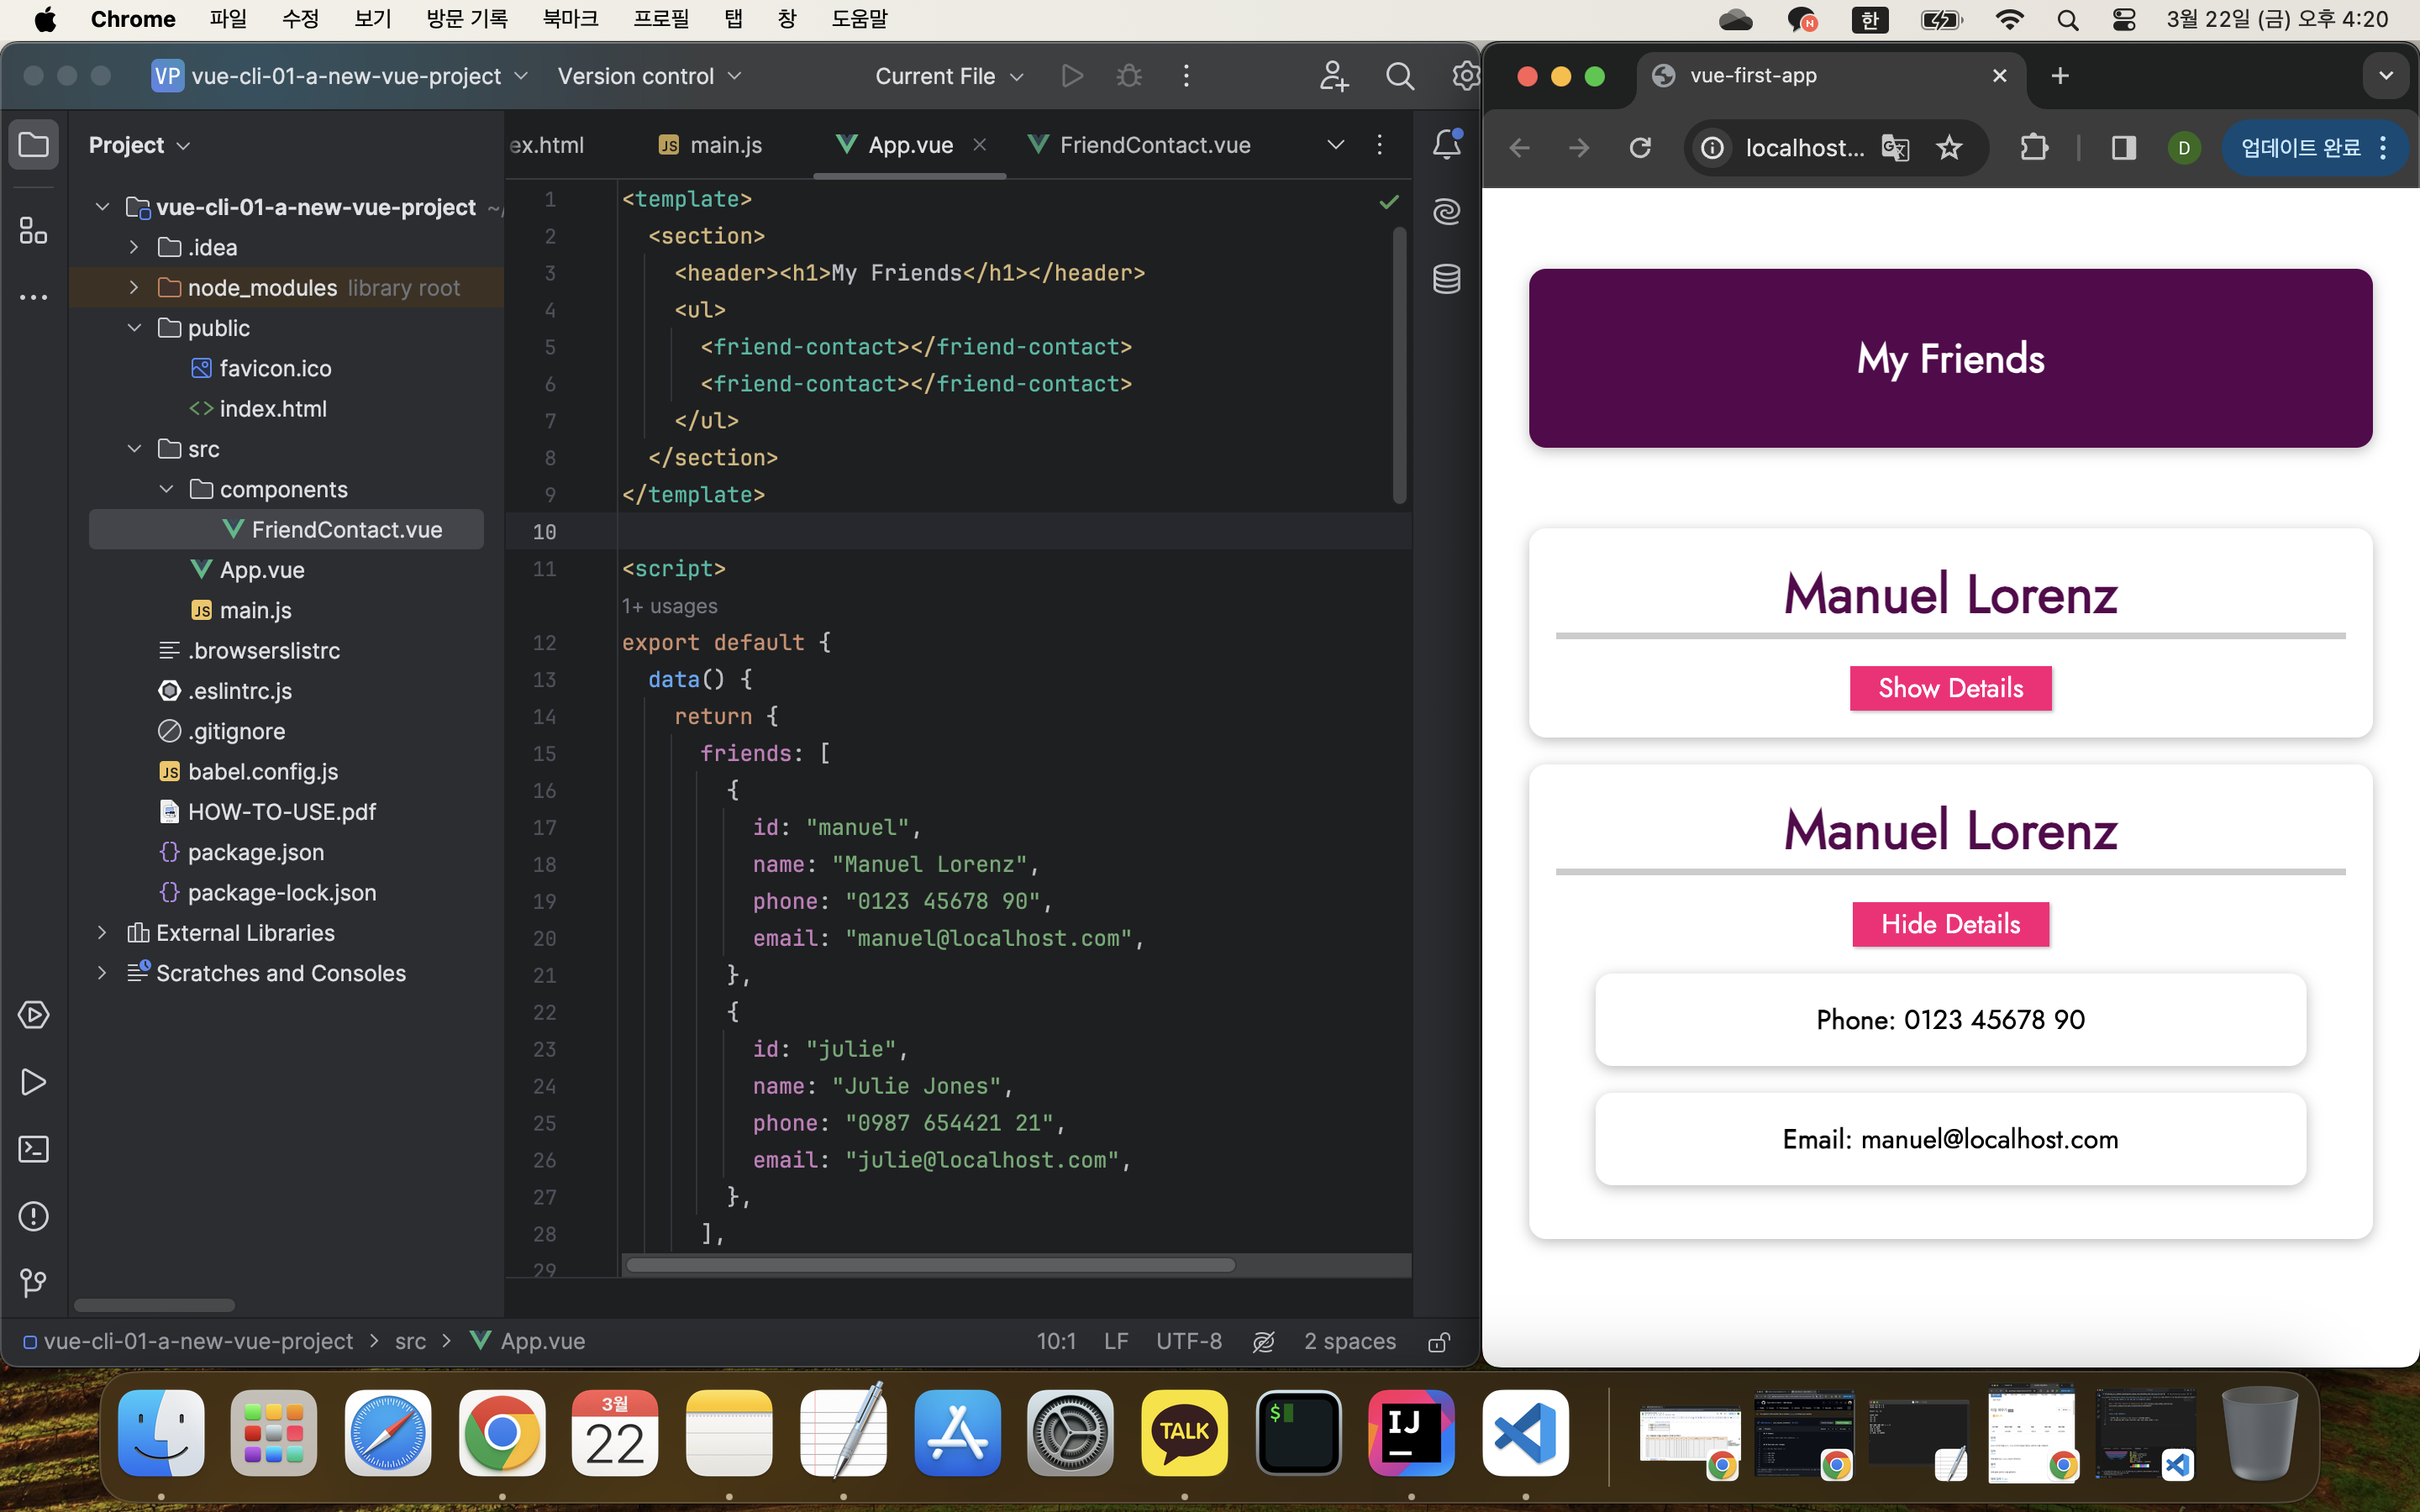 Chrome 파일 수정 보기 방문 기록 북마크 프로필 탭 창 도움말 N 한 3월 22일 (금) 오후 4:20
VP vue-cli-01-a-new-vue-project Version control Current File
Project
vue-cli-01-a-new-vue-project ~/
.idea
node_modules library root
public
favicon.ico
index.html
src
components
FriendContact.vue
App.vue
JS main.js
.browserslistrc
.eslintrc.js
.gitignore
JS babel.config.js
HOW-TO-USE.pdf
package.json
package-lock.json
External Libraries
Scratches and Consoles
ex.html JS main.js App.vue FriendContact.vue
1 <template>
2 <section>
3 <header><h1>My Friends</h1></header>
4 <ul>
5 <friend-contact></friend-contact>
6 <friend-contact></friend-contact>
7 </ul>
8 </section>
9 </template>
10
11 <script>
1+ usages
12 export default {
13 data() {
14 return {
15 friends: [
16 {
17 id: "manuel",
18 name: "Manuel Lorenz",
19 phone: "0123 45678 90",
20 email: "manuel@localhost.com",
21 },
22 {
23 id: "julie",
24 name: "Julie Jones",
25 phone: "0987 654421 21",
26 email: "julie@localhost.com",
27 },
28 ],
29
vue-cli-01-a-new-vue-project > src > App.vue 10:1 LF UTF-8 2 spaces
vue-first-app
localhost... D 업데이트 완료
My Friends
Manuel Lorenz
Show Details
Manuel Lorenz
Hide Details
Phone: 0123 45678 90
Email: manuel@localhost.com
3월
22
TALK
$
IJ